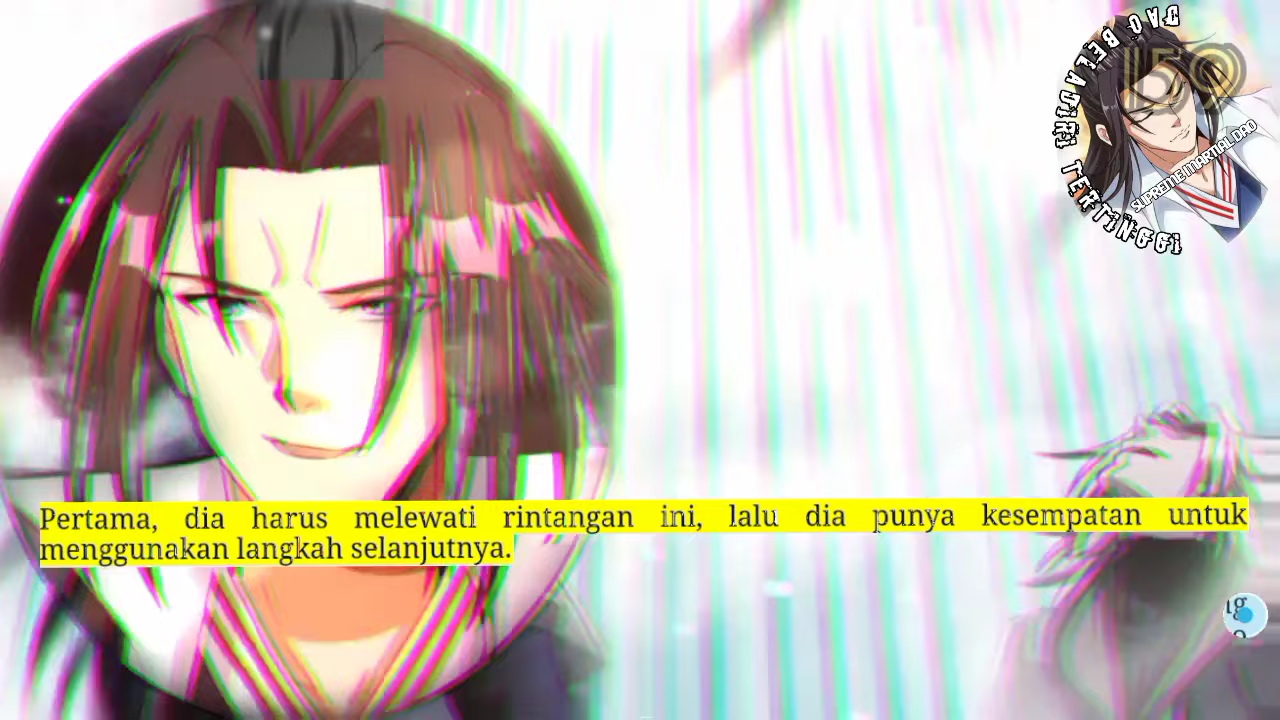 DAO BELADIRI TERTINGGI
159
SUPREME MARTIAL DAO
Pertama, dia harus melewati rintangan ini, lalu dia punya kesempatan untuk
menggunakan langkah selanjutnya.